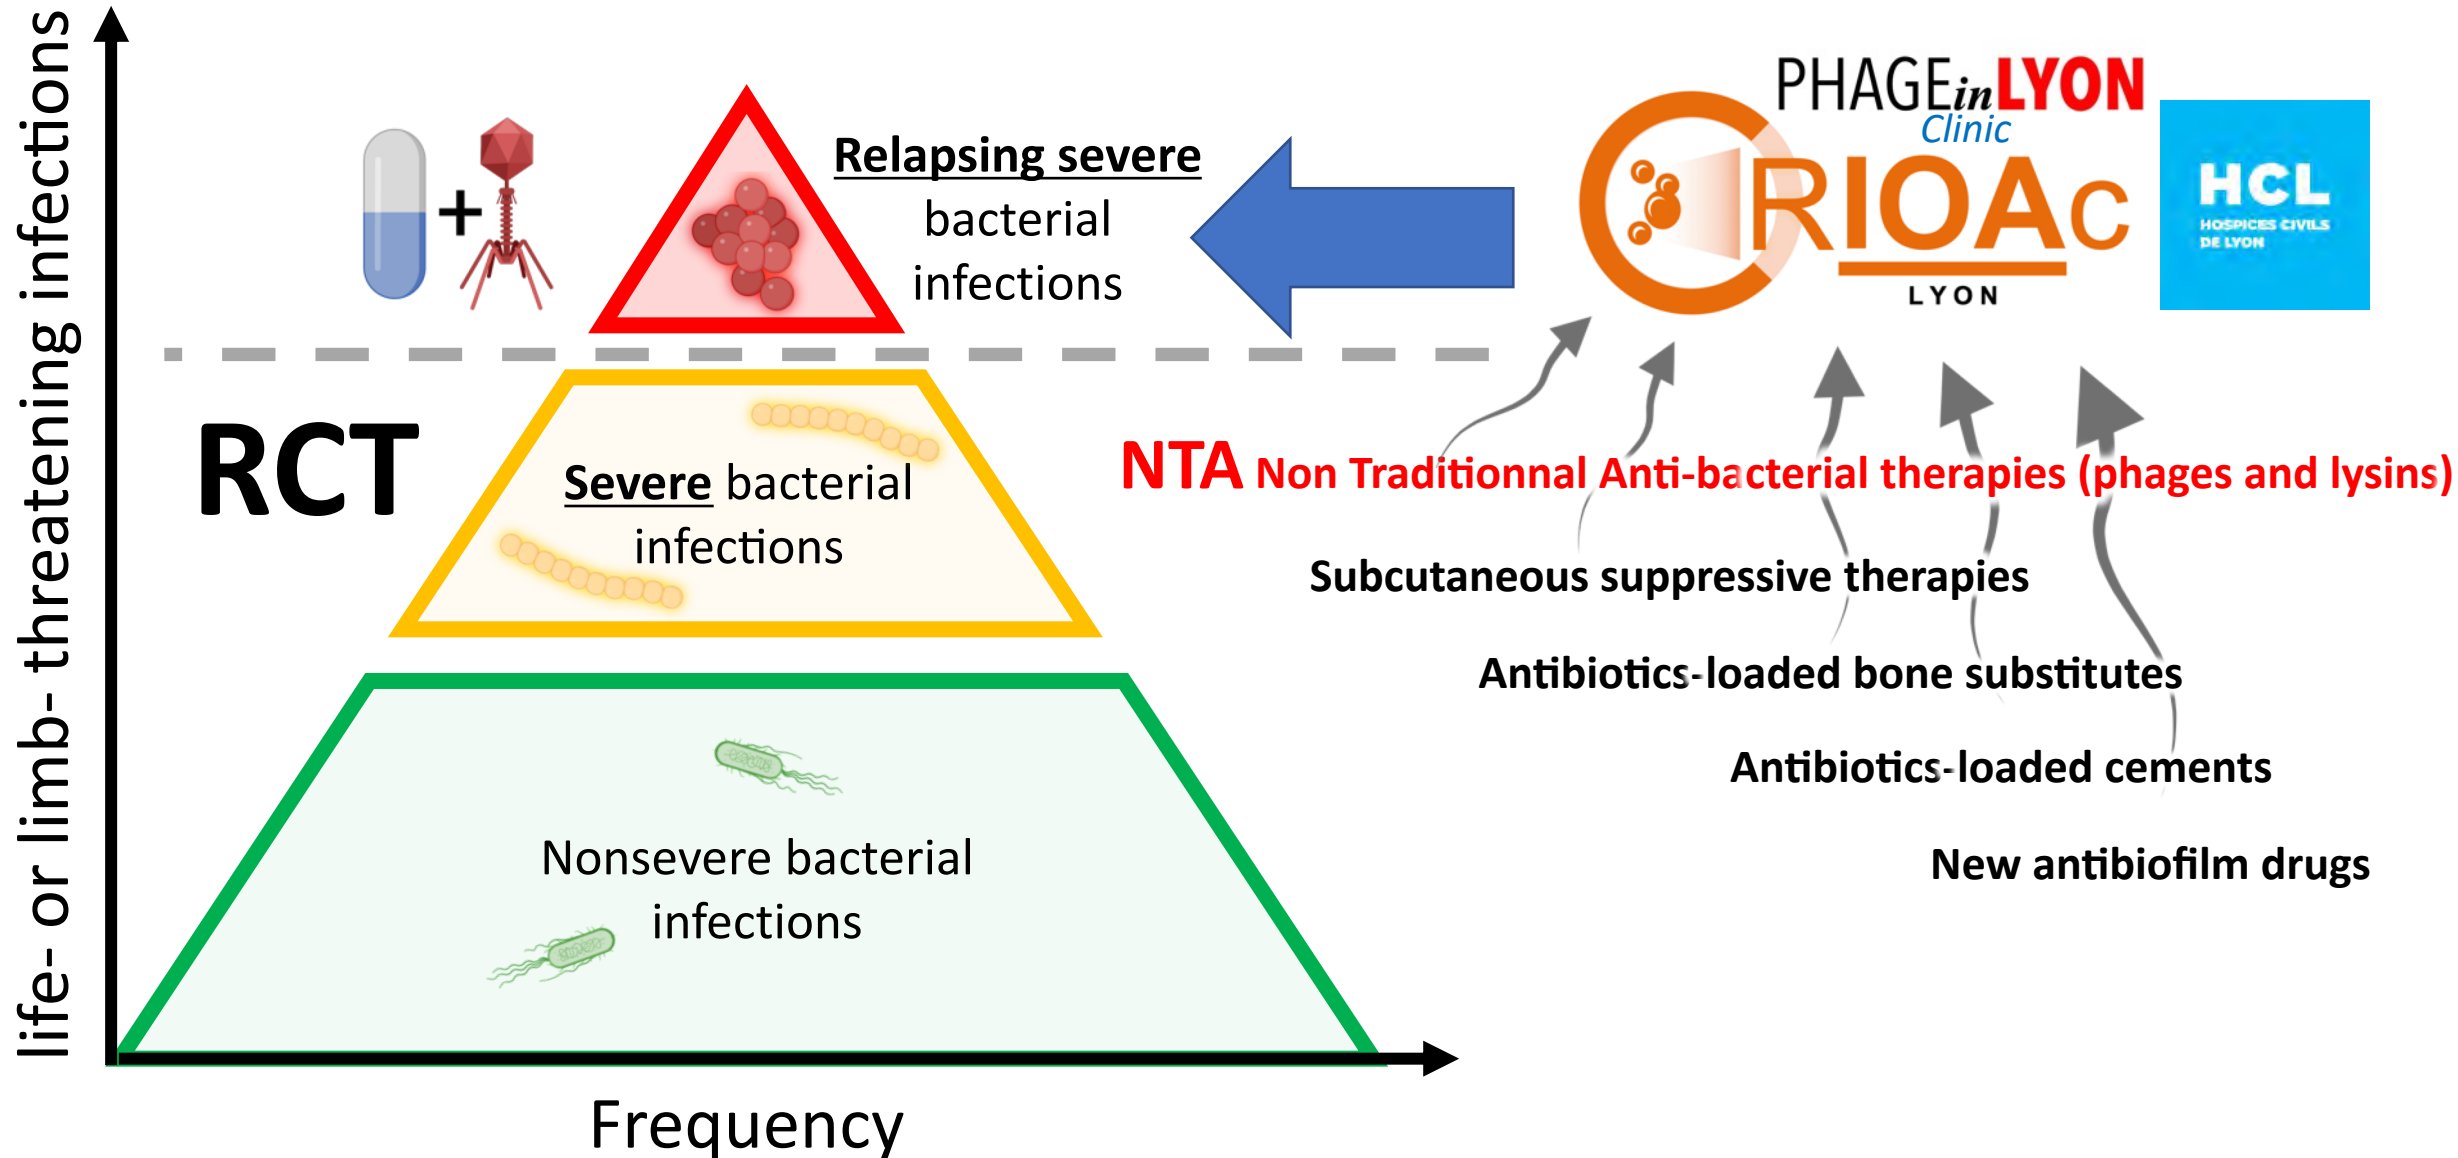 life- or limb- threatening infections
+
Relapsing severe
bacterial
infections
PHAGEinLYON
Clinic
CRIOAc
LYON
HCL
HOSPICES CIVILS
DE LYON
RCT
Severe bacterial
infections
NTA Non Traditionnal Anti-bacterial therapies (phages and lysins)
Subcutaneous suppressive therapies
Antibiotics-loaded bone substitutes
Antibiotics-loaded cements
New antibiofilm drugs
Nonsevere bacterial
infections
Frequency